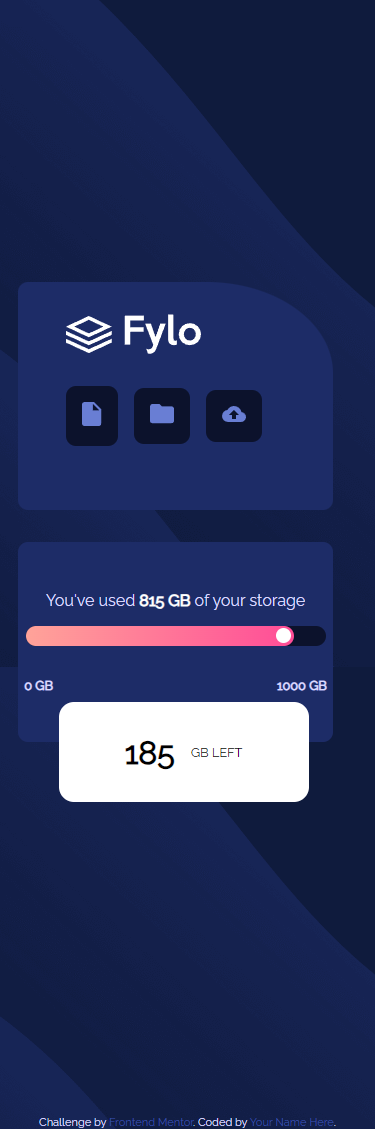 Fylo
You've used 815 GB of your storage
0 GB 1000 GB
185 GB LEFT
Challenge by Frontend Mentor. Coded by Your Name Here.